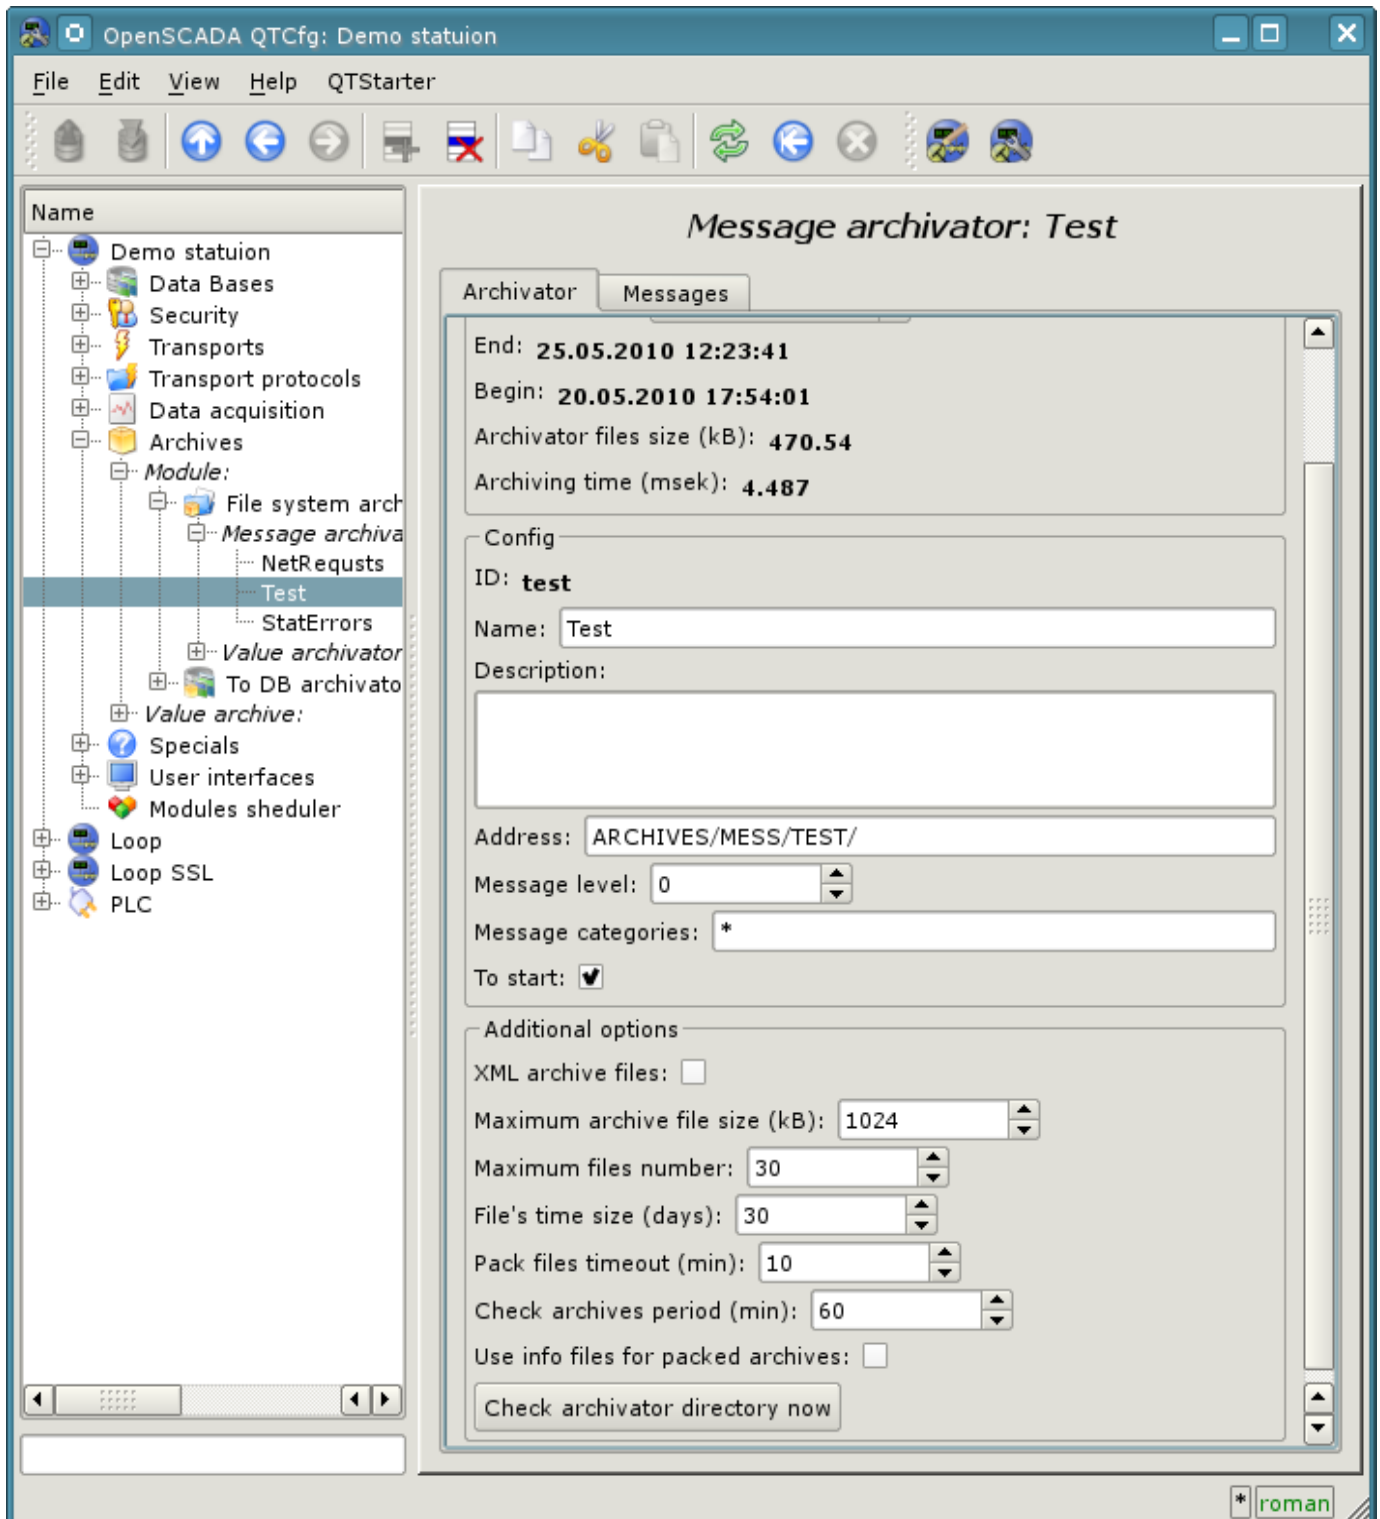 OpenSCADA QTCfg: Demo statuion
File Edit View Help QTStarter
Name
Demo statuion
Data Bases
Security
Transports
Transport protocols
Data acquisition
Archives
Module:
File system arch
Message archiva
NetRequsts
Test
StatErrors
Value archivator
To DB archivato
Value archive:
Specials
User interfaces
Modules sheduler
Loop
Loop SSL
PLC
Message archivator: Test
Archivator Messages
End: 25.05.2010 12:23:41
Begin: 20.05.2010 17:54:01
Archivator files size (kB): 470.54
Archiving time (msek): 4.487
Config
ID: test
Name: Test
Description:
Address: ARCHIVES/MESS/TEST/
Message level: 0
Message categories: *
To start:
Additional options
XML archive files:
Maximum archive file size (kB): 1024
Maximum files number: 30
File's time size (days): 30
Pack files timeout (min): 10
Check archives period (min): 60
Use info files for packed archives:
Check archivator directory now
* roman